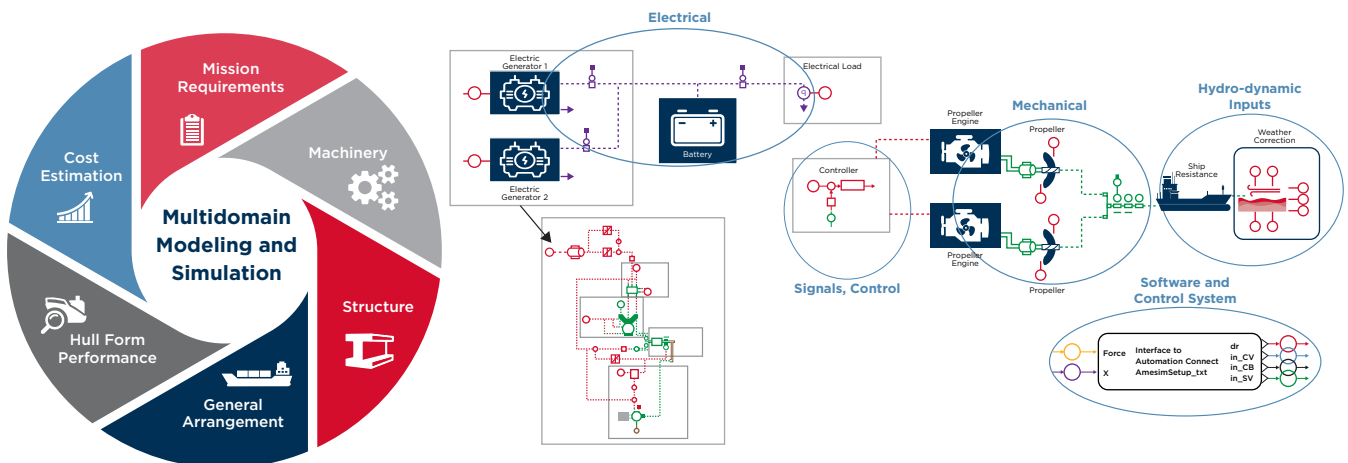 Mission
Requirements
Machinery
Structure
General
Arrangement
Hull Form
Performance
Cost
Estimation
Multidomain
Modeling and
Simulation
Electrical
Electric
Generator 1
Electric
Generator 2
Battery
Electrical Load
q
Controller
Signals, Control
Propeller
Engine
Propeller
Engine
Mechanical
Propeller
Propeller
Hydro-dynamic
Inputs
Weather
Correction
Ship
Resistance
Software and
Control System
Force
X
Interface to
Automation Connect
AmesimSetup_txt
dr
in_CV
in_CB
in_SV